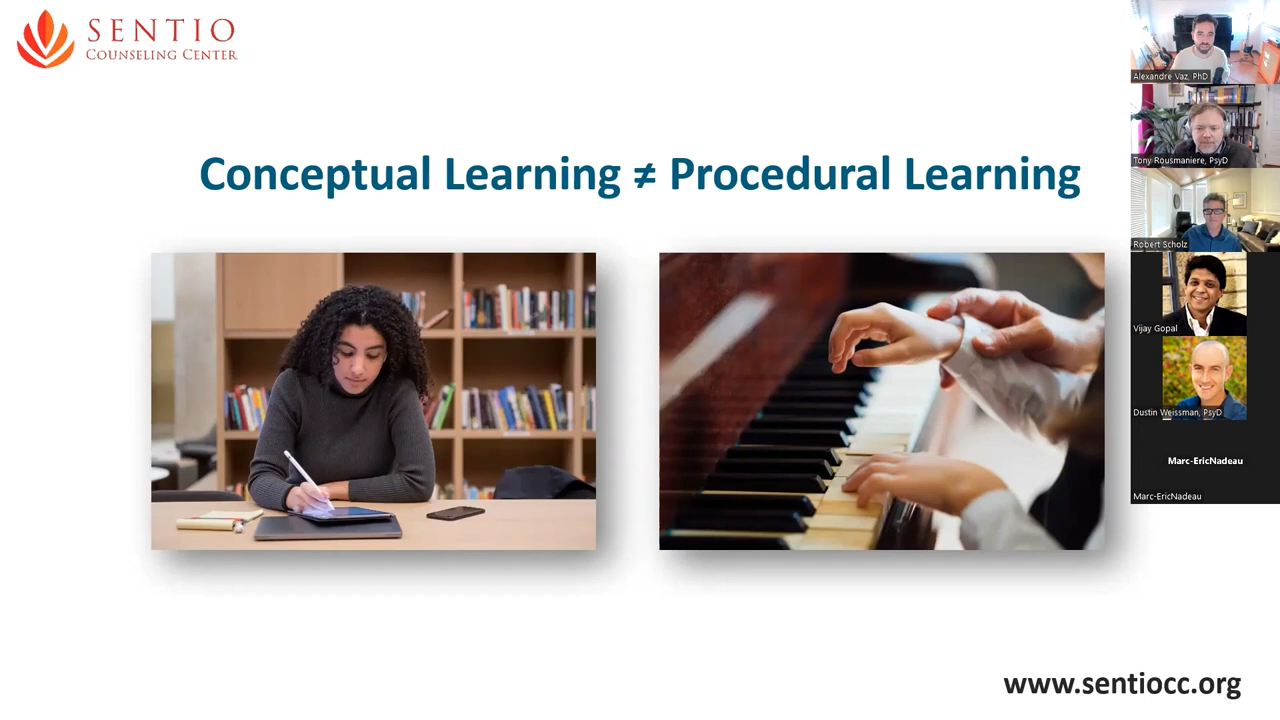 SENTIO
COUNSELING CENTER
Conceptual Learning ≠ Procedural Learning
www.sentiocc.org
Alexandre Vaz, PhD
Tony Rousmaniere, PsyD
Robert Scholz
Vijay Gopal
Dustin Weissman, PsyD
Marc-EricNadeau
Marc-EricNadeau